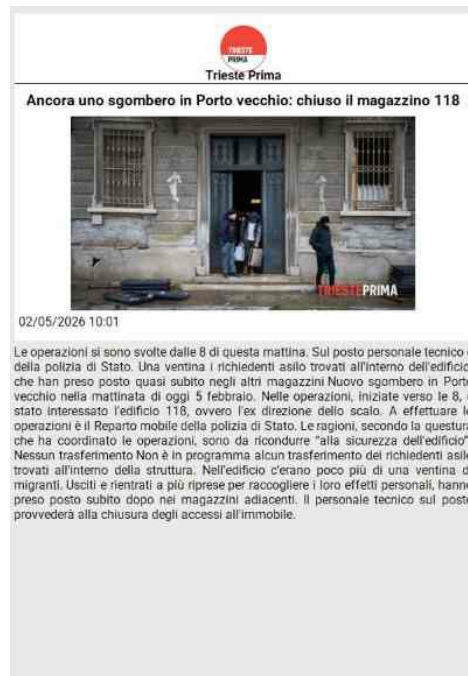 TRIESTE
PRIMA
Trieste Prima
Ancora uno sgombero in Porto vecchio: chiuso il magazzino 118
TRIESTEPRIMA
02/05/2026 10:01
Le operazioni si sono svolte dalle 8 di questa mattina. Sul posto personale tecnico e
della polizia di Stato. Una ventina i richiedenti asilo trovati all'interno dell'edificio,
che han preso posto quasi subito negli altri magazzini Nuovo sgombero in Porto
vecchio nella mattinata di oggi 5 febbraio. Nelle operazioni, iniziate verso le 8, è
stato interessato l'edificio 118, ovvero l'ex direzione dello scalo. A effettuare le
operazioni è il Reparto mobile della polizia di Stato. Le ragioni, secondo la questura
che ha coordinato le operazioni, sono da ricondurre "alla sicurezza dell'edificio".
Nessun trasferimento Non è in programma alcun trasferimento dei richiedenti asilo
trovati all'interno della struttura. Nell'edificio c'erano poco più di una ventina di
migranti. Usciti e rientrati a più riprese per raccogliere i loro effetti personali, hanno
preso posto subito dopo nei magazzini adiacenti. Il personale tecnico sul posto
provvederà alla chiusura degli accessi all'immobile.